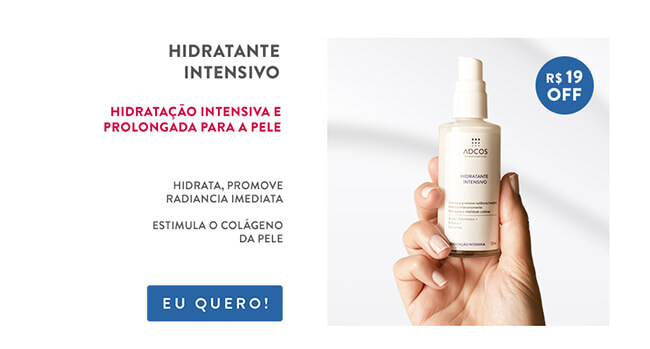 HIDRATANTE
INTENSIVO
HIDRATAÇÃO INTENSIVA E
PROLONGADA PARA A PELE
HIDRATA, PROMOVE
RADIANCIA IMEDIATA
ESTIMULA O COLÁGENO
DA PELE
EU QUERO!
R$ 19
OFF
ADCOS
HIDRATANTE
INTENSIVO